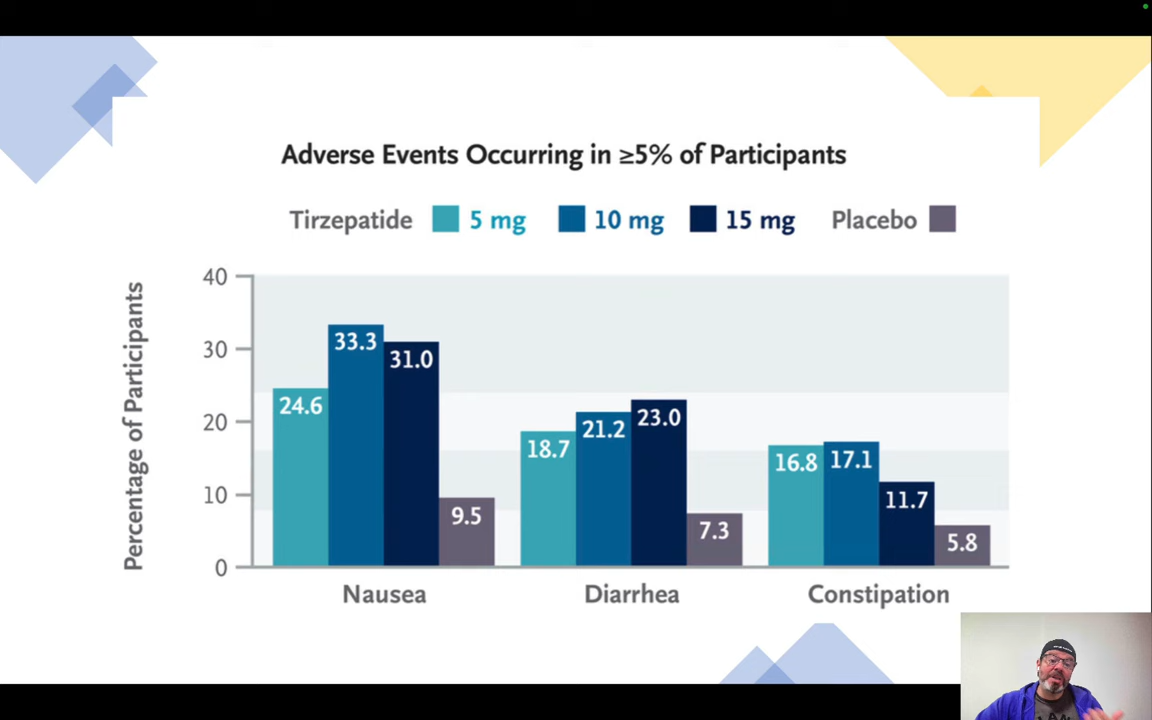 Adverse Events Occurring in ≥5% of Participants
Tirzepatide 5 mg 10 mg 15 mg Placebo
Percentage of Participants
40
30
20
10
0
24.6 33.3 31.0 9.5
18.7 21.2 23.0 7.3
16.8 17.1 11.7 5.8
Nausea Diarrhea Constipation